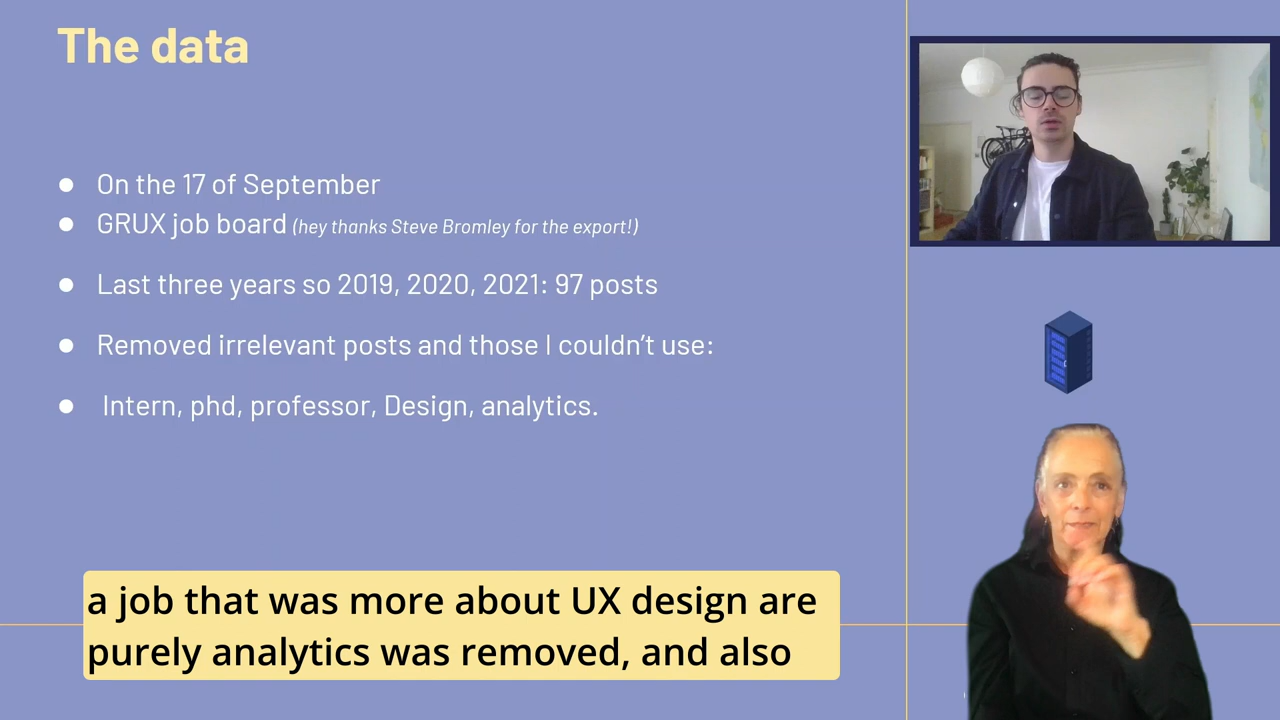 The data
● On the 17 of September
● GRUX job board (hey thanks Steve Bromley for the export!)
● Last three years so 2019, 2020, 2021: 97 posts
● Removed irrelevant posts and those I couldn’t use:
● Intern, phd, professor, Design, analytics.
a job that was more about UX design are
purely analytics was removed, and also